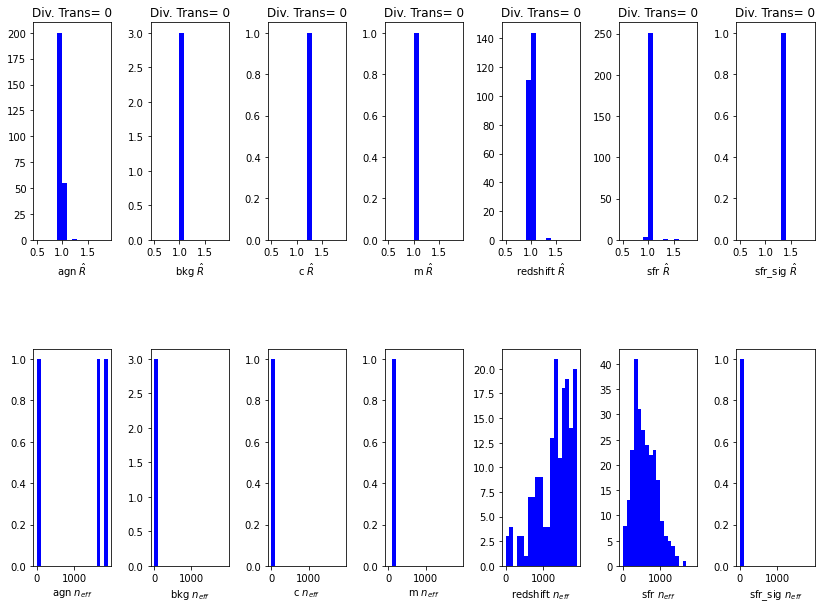 Div. Trans= 0 Div. Trans= 0 Div. Trans= 0 Div. Trans= 0 Div. Trans= 0 Div. Trans= 0 Div. Trans= 0
200 3.0 1.0 1.0 140 250 1.0
175 2.5 0.8 0.8 120 200 0.8
150 2.0 0.6 0.6 100 150 0.6
125 1.5 0.4 0.4 80 100 0.4
100 1.0 0.2 0.2 60 50 0.2
75 0.5 0.0 0.0 40 0 0.0
50 0.0 20
25 0
0
0.5 1.0 1.5 0.5 1.0 1.5 0.5 1.0 1.5 0.5 1.0 1.5 0.5 1.0 1.5 0.5 1.0 1.5 0.5 1.0 1.5
agn R̂ bkg R̂ c R̂ m R̂ redshift R̂ sfr R̂ sfr_sig R̂
1.0 3.0 1.0 1.0 20.0 40 1.0
0.8 2.5 0.8 0.8 17.5 35 0.8
0.6 2.0 0.6 0.6 15.0 30 0.6
0.4 1.5 0.4 0.4 12.5 25 0.4
0.2 1.0 0.2 0.2 10.0 20 0.2
0.0 0.5 0.0 0.0 7.5 15 0.0
0.0 5.0 10
2.5 5
0.0 0
0 1000 0 1000 0 1000 0 1000 0 1000 0 1000 0 1000
agn n_eff bkg n_eff c n_eff m n_eff redshift n_eff sfr n_eff sfr_sig n_eff